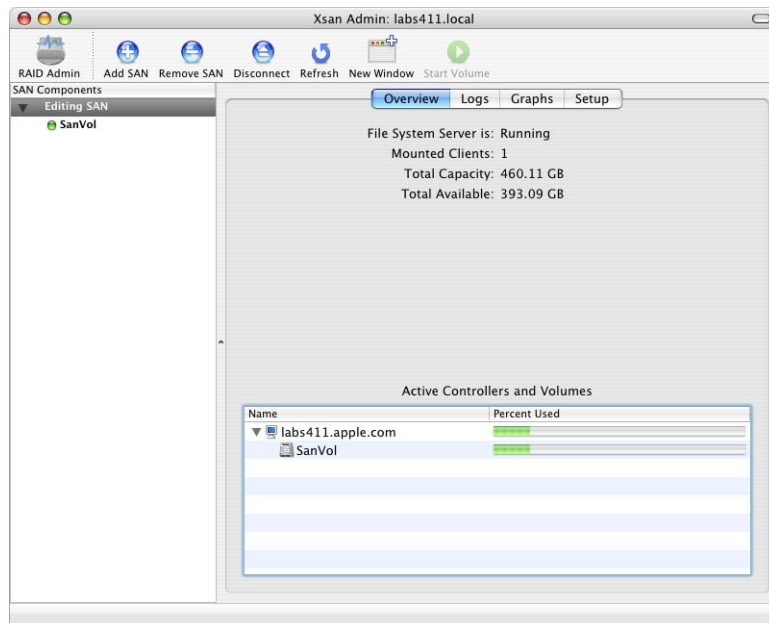 Xsan Admin: labs411.local
RAID Admin Add SAN Remove SAN Disconnect Refresh New Window Start Volume
SAN Components
Editing SAN
SanVol
Overview Logs Graphs Setup
File System Server is: Running
Mounted Clients: 1
Total Capacity: 460.11 GB
Total Available: 393.09 GB
Active Controllers and Volumes
Name Percent Used
labs411.apple.com
SanVol